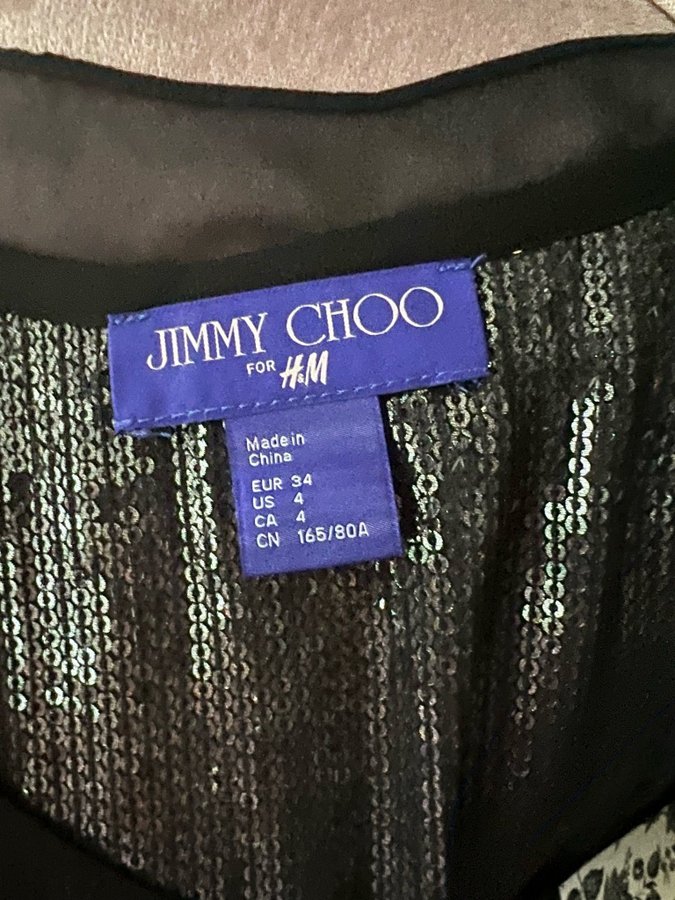 JIMMY CHOO
FOR H&M
Made in
China
EUR 34
US 4
CA 4
CN 165/80A